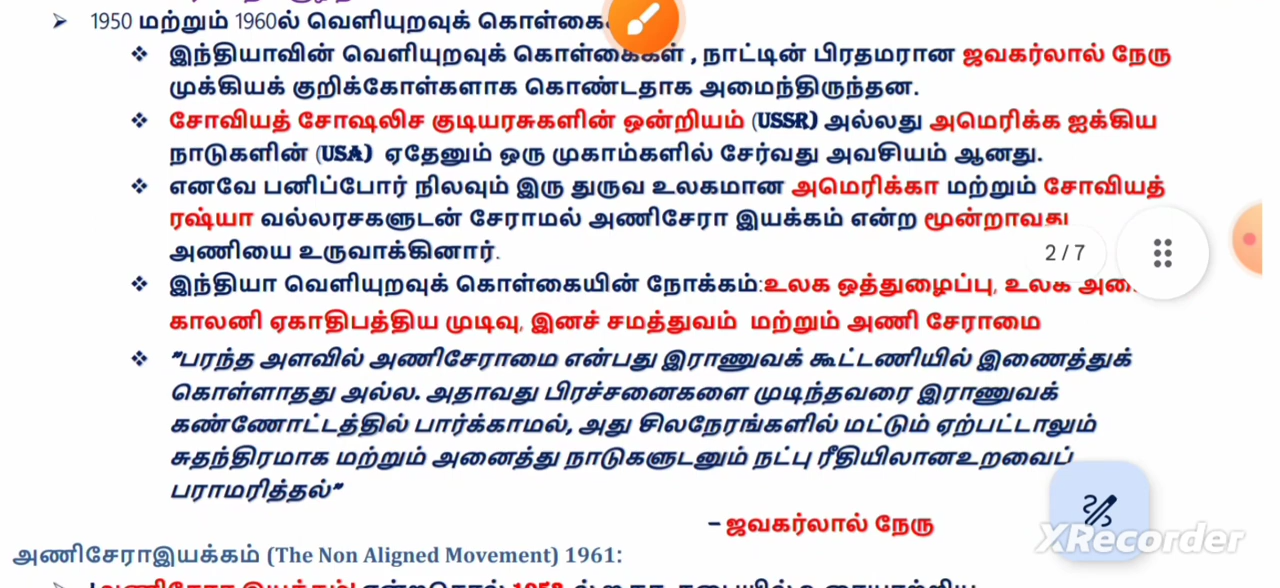 1950 மற்றும் 1960ல் வெளியுறவுக் கொள்கை
இந்தியாவின் வெளியுறவுக் கொள்கைகள் , நாட்டின் பிரதமரான ஜவகர்லால் நேரு
முக்கியக் குறிக்கோள்களாக கொண்டதாக அமைந்திருந்தன.
சோவியத் சோஷலிச குடியரசுகளின் ஒன்றியம் (USSR) அல்லது அமெரிக்க ஐக்கிய
நாடுகளின் (USA) ஏதேனும் ஒரு முகாம்களில் சேர்வது அவசியம் ஆனது.
எனவே பனிப்போர் நிலவும் இரு துருவ உலகமான அமெரிக்கா மற்றும் சோவியத்
ரஷ்யா வல்லரசகளுடன் சேராமல் அணிசேரா இயக்கம் என்ற மூன்றாவது
அணியை உருவாக்கினார்.
2 / 7
இந்தியா வெளியுறவுக் கொள்கையின் நோக்கம்:உலக ஒத்துழைப்பு, உலக
காலனி ஏகாதிபத்திய முடிவு, இனச் சமத்துவம் மற்றும் அணி சேராமை
"பரந்த அளவில் அணிசேராமை என்பது இராணுவக் கூட்டணியில் இணைத்துக்
கொள்ளாதது அல்ல. அதாவது பிரச்சனைகளை முடிந்தவரை இராணுவக்
கண்ணோட்டத்தில் பார்க்காமல், அது சிலநேரங்களில் மட்டும் ஏற்பட்டாலும்
சுதந்திரமாக மற்றும் அனைத்து நாடுகளுடனும் நட்பு ரீதியிலானஉறவைப்
பராமரித்தல்"
– ஜவகர்லால் நேரு
XRecorder
அணிசேராஇயக்கம் (The Non Aligned Movement) 1961: